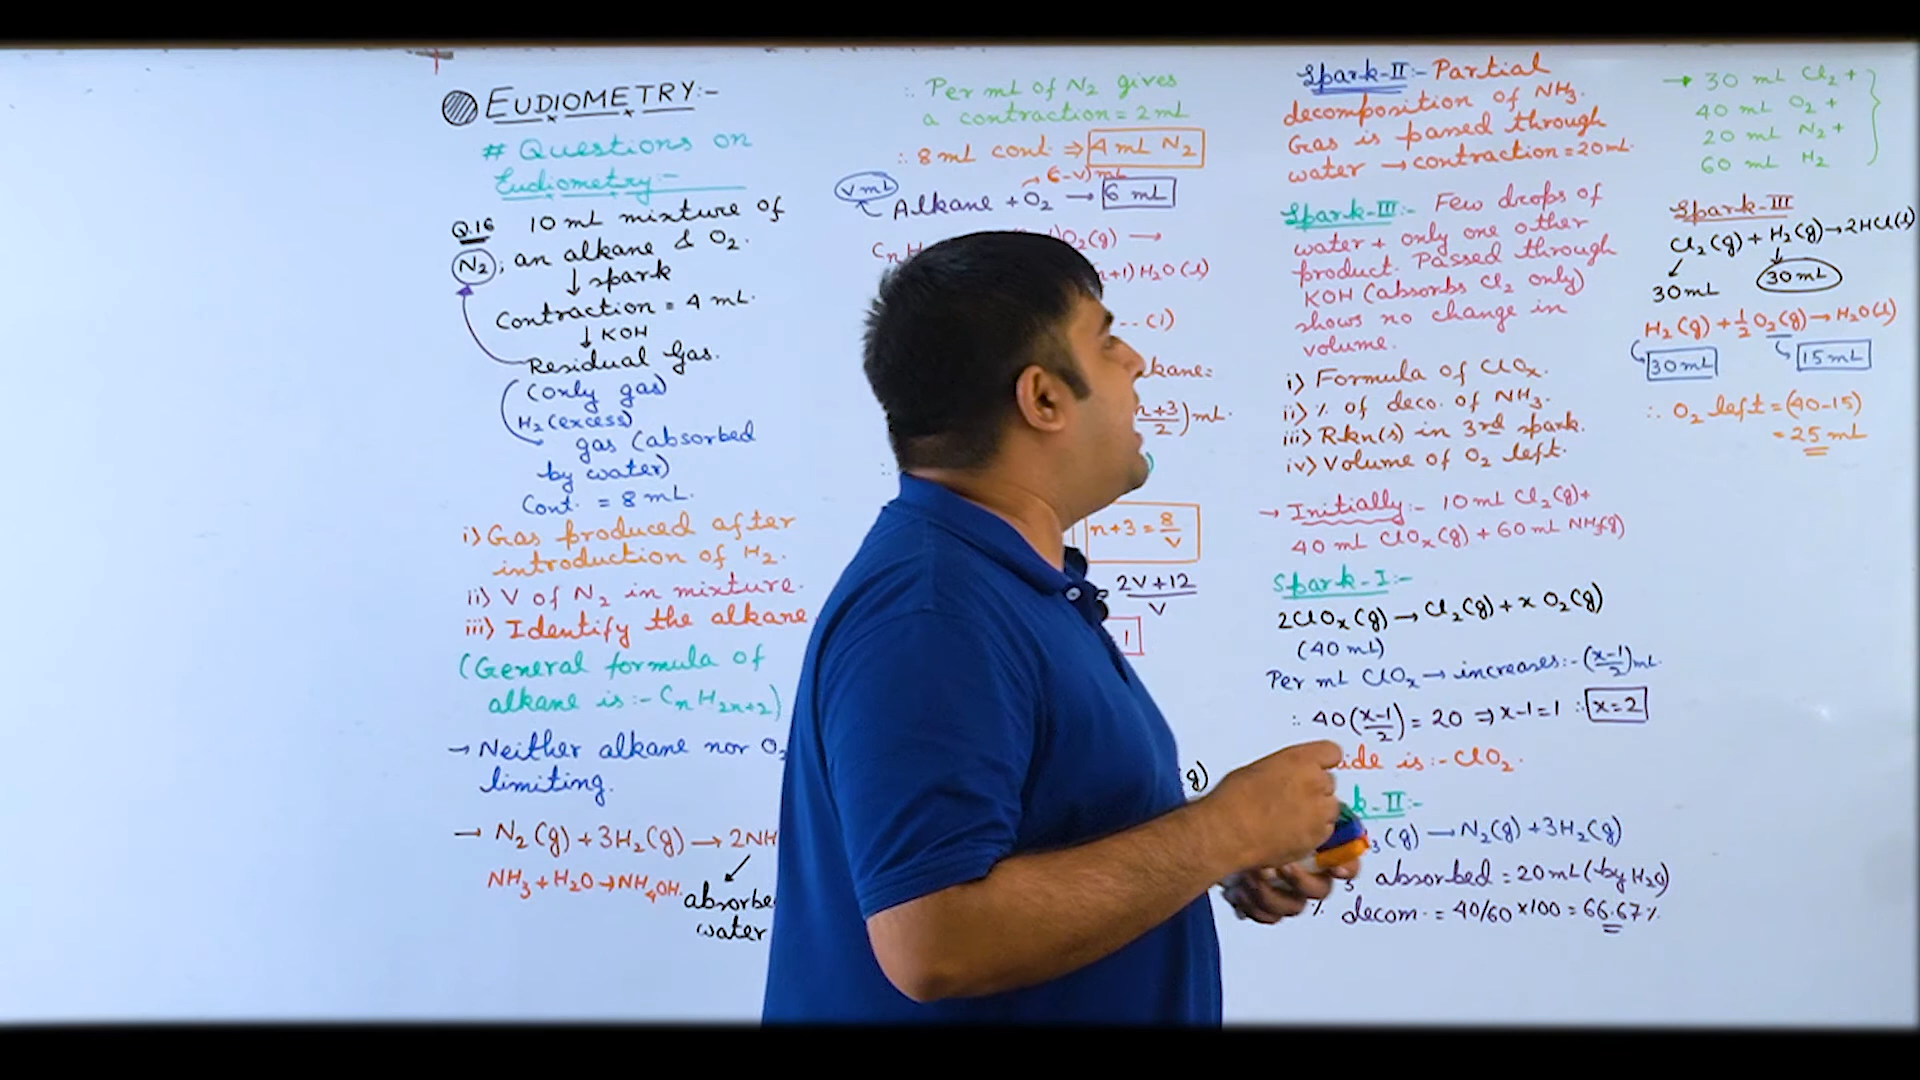 EUDIOMETRY:-
# Questions on
Eudiometry:-
Q.16 10 mL mixture of
N₂; an alkane & O₂.
↓ spark
Contraction = 4 mL.
↓ KOH
Residual Gas.
(only gas)
H₂(excess)
gas (absorbed
by water)
Cont. = 8 mL.
i) Gas produced after
introduction of H₂.
ii) V of N₂ in mixture.
iii) Identify the alkane
(General formula of
alkane is:- CnH2n+2)
→ Neither alkane nor O₂
limiting.
→ N₂(g) + 3H₂(g) → 2NH
NH₃ + H₂O → NH₄OH.
absorbe
water
∴ Per mL of N₂ gives
a contraction = 2 mL
∴ 8 mL cont. ⇒ 4 mL N₂
(6-V) mL
V mL
Alkane + O₂ → 6 mL
O₂(g) →
n+1)H₂O(l)
... (1)
kane:
n+3/2) mL.
n+3 = 8/V
= 2V+12/V
1
g)
Spark-II:- Partial
decomposition of NH₃.
Gas is passed through
water → contraction = 20 mL.
Spark-III:- Few drops of
water + only one other
product. Passed through
KOH (absorbs Cl₂ only)
shows no change in
volume.
i) Formula of ClOx.
ii) % of deco. of NH₃.
iii) Rxn(s) in 3rd spark.
iv) Volume of O₂ left.
→ Initially:- 10 mL Cl₂(g)+
40 mL ClOx(g) + 60 mL NH₃(g)
Spark-I:-
2ClOx(g) → Cl₂(g) + x O₂(g)
(40 mL)
Per mL ClOx → increases:- (x-1/2) mL.
∴ 40(x-1/2) = 20 ⇒ x-1=1 ∴ x=2
ide is:- ClO₂.
k-II:-
₃(g) → N₂(g) + 3H₂(g)
₃ absorbed = 20 mL (by H₂O)
% decom. = 40/60 ×100 = 66.67%.
→ 30 mL Cl₂ +
40 mL O₂ +
20 mL N₂ +
60 mL H₂
Spark-III
Cl₂(g) + H₂(g) → 2HCl(l)
30 mL 30 mL
H₂(g) + ½ O₂(g) → H₂O(l)
30 mL 15 mL
∴ O₂ left = (40-15)
= 25 mL